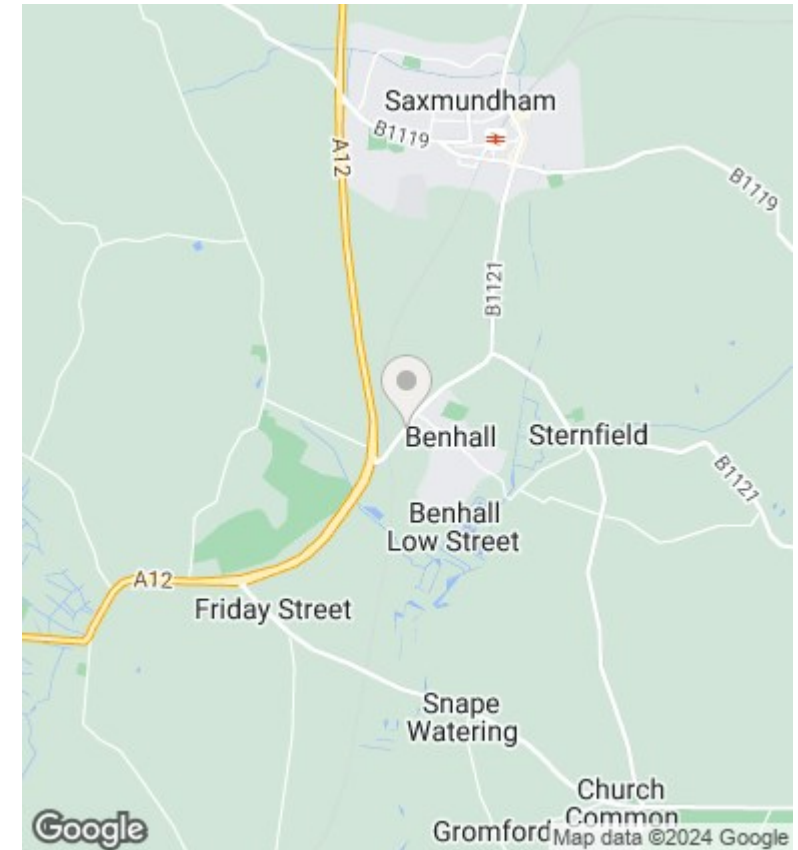 Saxmundham
B1119
A12
B1119
B1121
Benhall
Sternfield
B1121
Benhall
Low Street
A12
Friday Street
Snape
Watering
Church
Common
Gromford
Google
Map data ©2024 Google